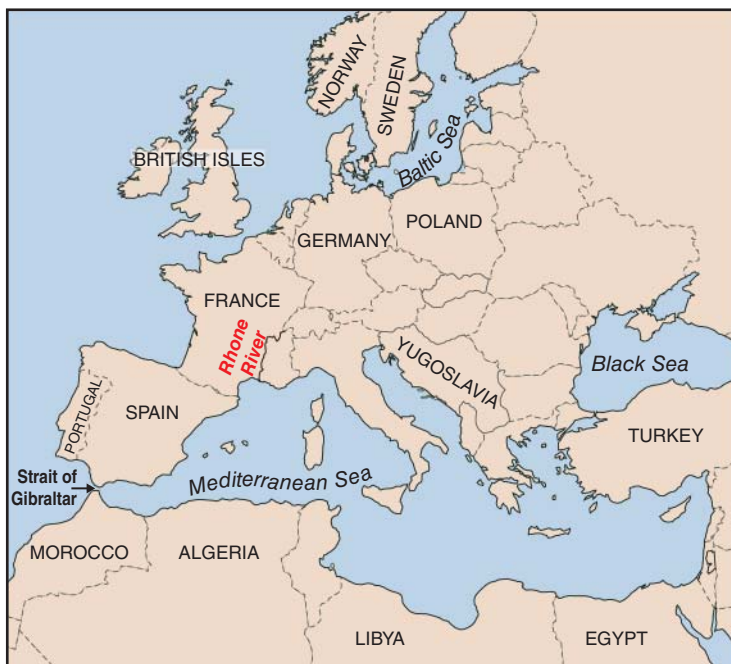 NORWAY
SWEDEN
Baltic Sea
BRITISH ISLES
POLAND
GERMANY
FRANCE
Rhone
River
YUGOSLAVIA
Black Sea
PORTUGAL
SPAIN
TURKEY
Strait of
Gibraltar
Mediterranean Sea
MOROCCO
ALGERIA
LIBYA
EGYPT